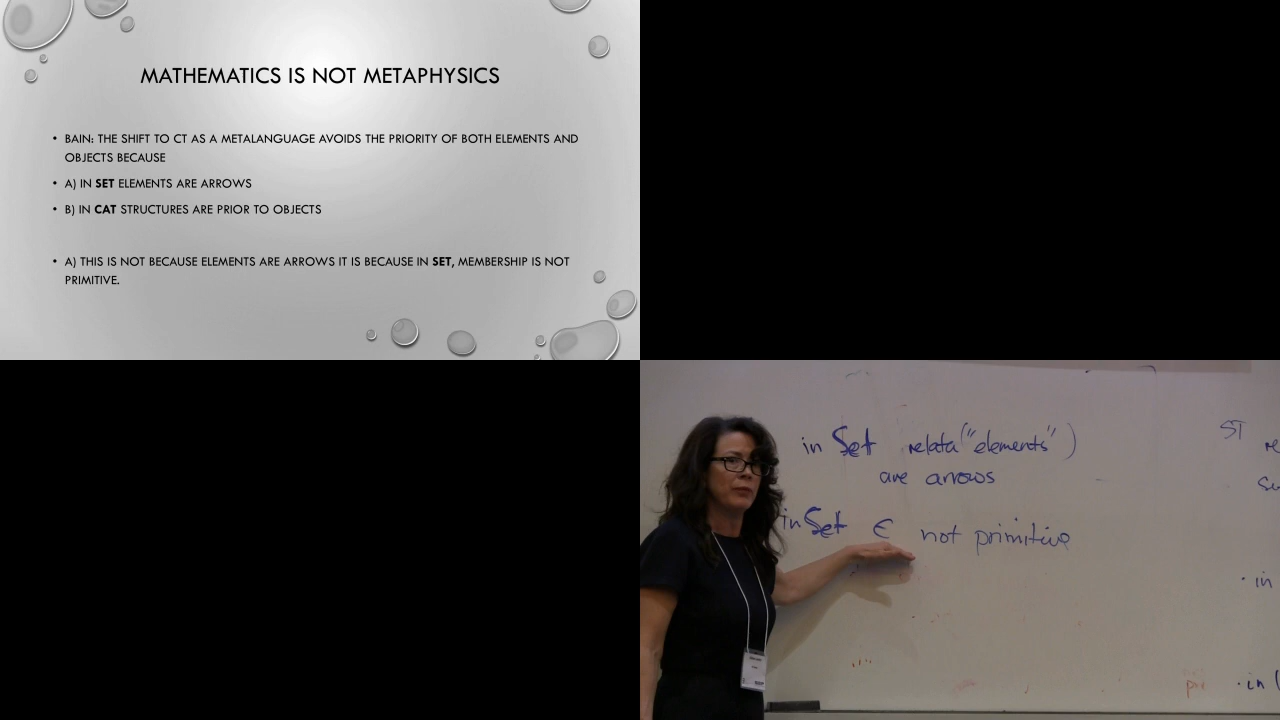 MATHEMATICS IS NOT METAPHYSICS
• BAIN: THE SHIFT TO CT AS A METALANGUAGE AVOIDS THE PRIORITY OF BOTH ELEMENTS AND
OBJECTS BECAUSE
• A) IN SET ELEMENTS ARE ARROWS
• B) IN CAT STRUCTURES ARE PRIOR TO OBJECTS
• A) THIS IS NOT BECAUSE ELEMENTS ARE ARROWS IT IS BECAUSE IN SET, MEMBERSHIP IS NOT
PRIMITIVE.
in Set relata ("elements")
are arrows
in Set ∈ not primitive
ST
· in
· in